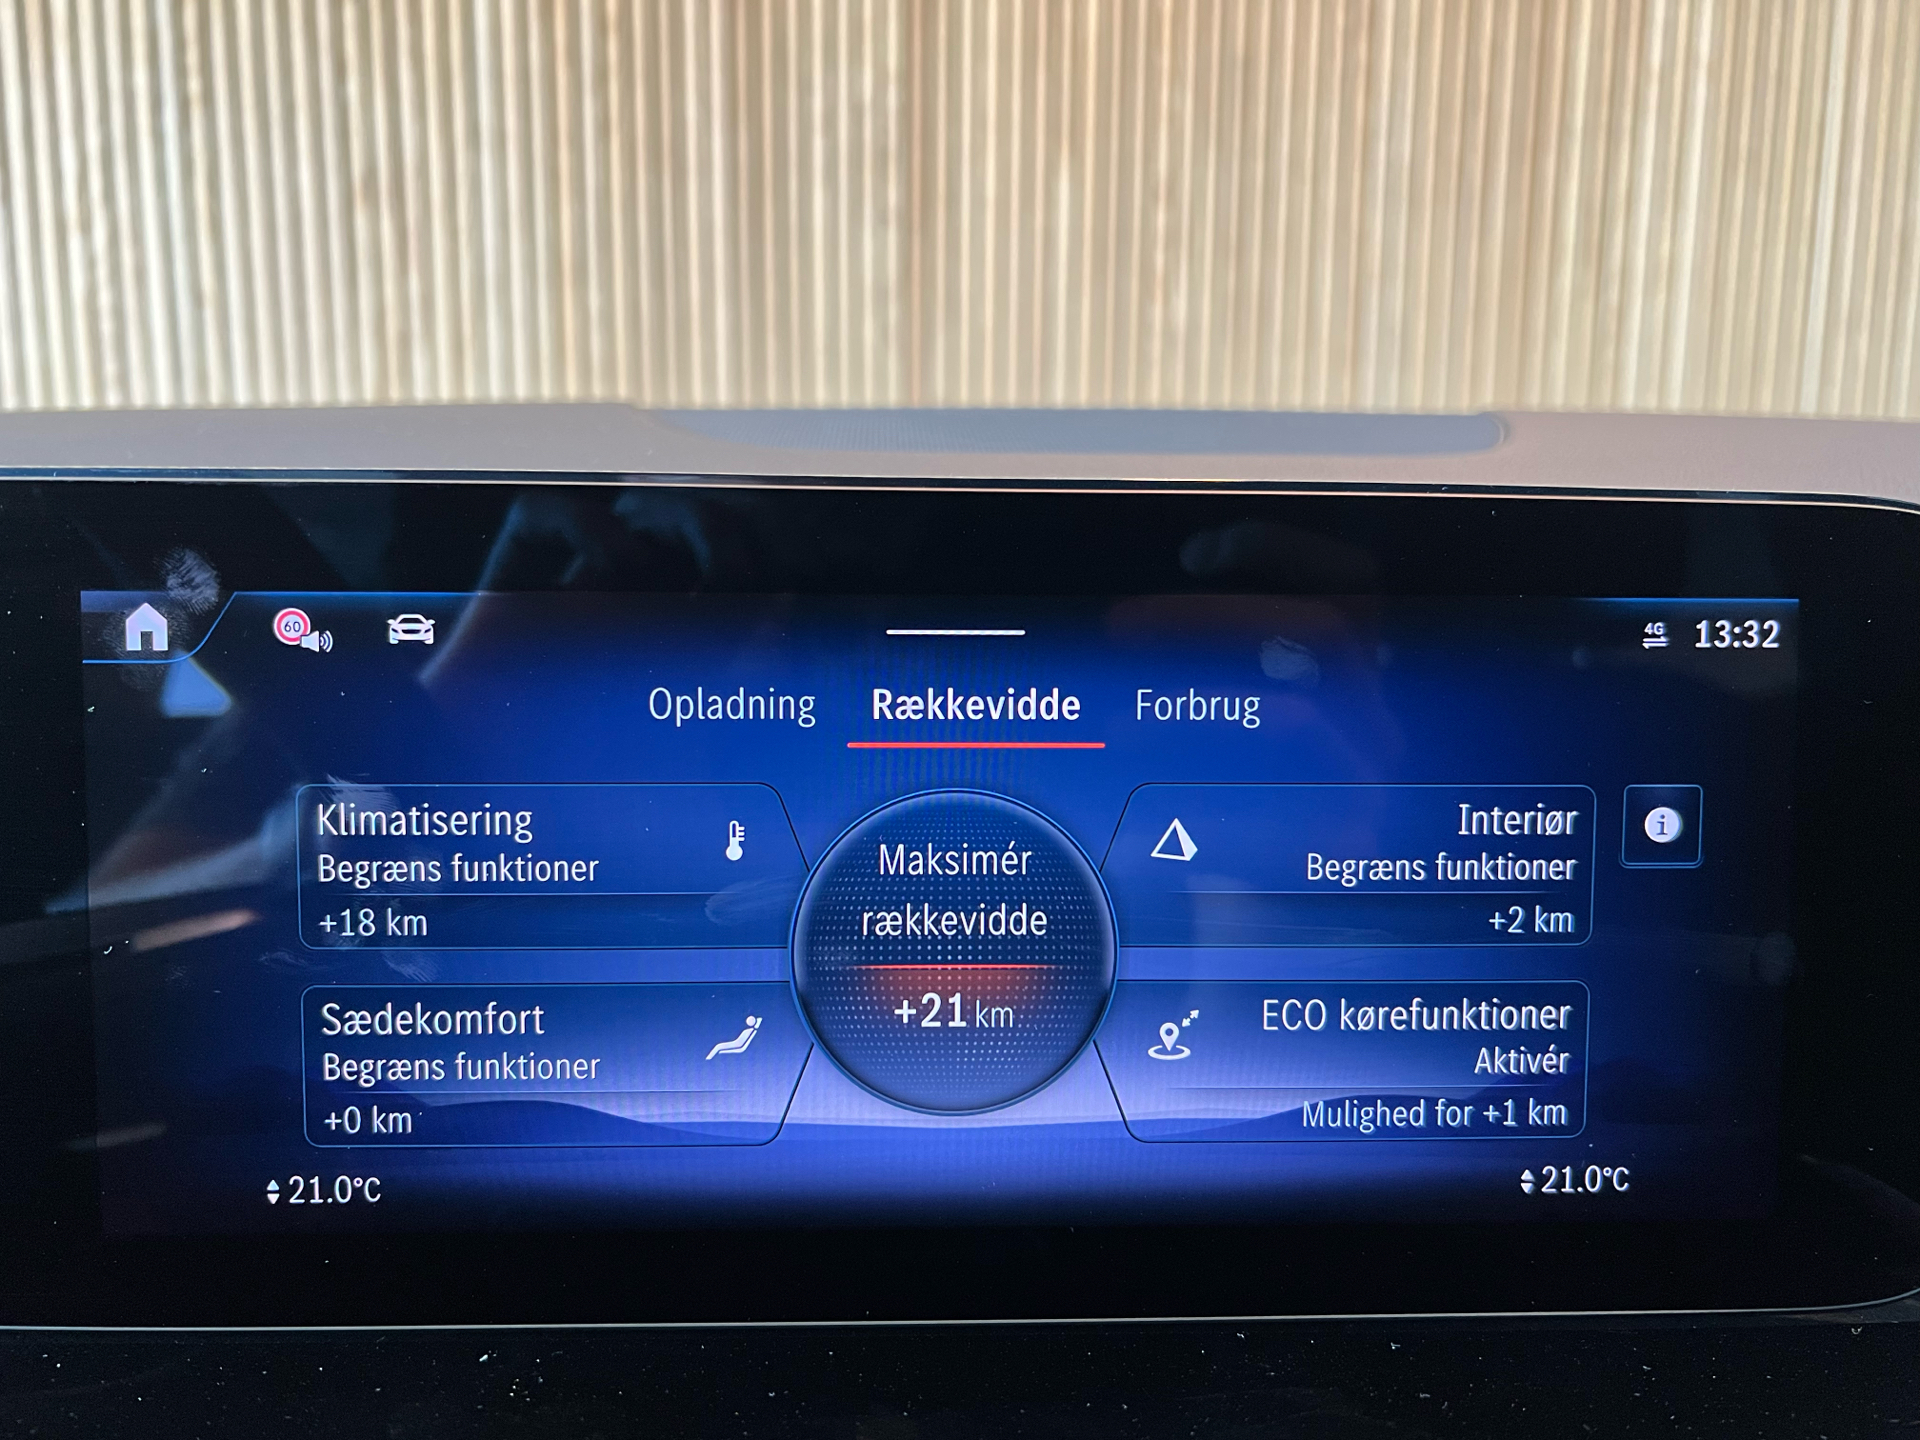 60
4G
13:32
Opladning
Rækkevidde
Forbrug
Klimatisering
Begræns funktioner
+18 km
Maksimér
rækkevidde
+21 km
Interiør
Begræns funktioner
+2 km
i
Sædekomfort
Begræns funktioner
+0 km
ECO kørefunktioner
Aktivér
Mulighed for +1 km
21.0°C
21.0°C